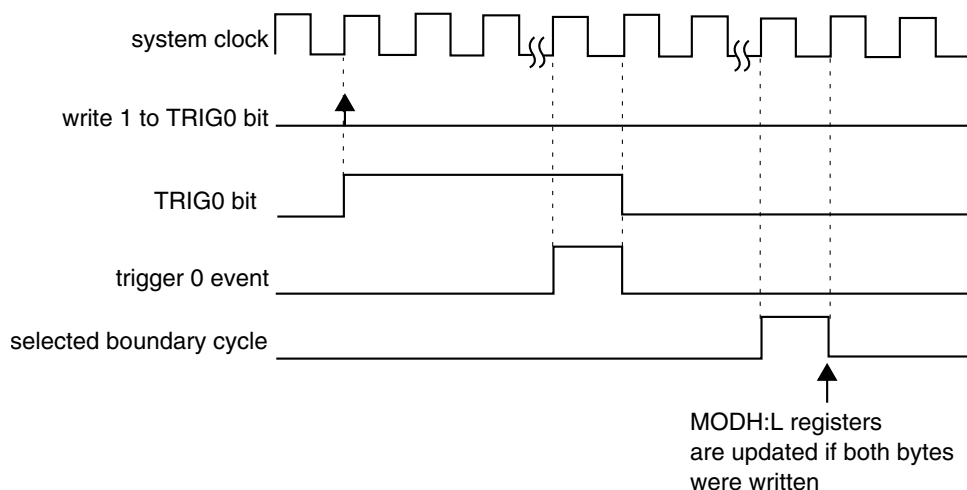 system clock
write 1 to TRIG0 bit
TRIG0 bit
trigger 0 event
selected boundary cycle
MODH:L registers
are updated if both bytes
were written